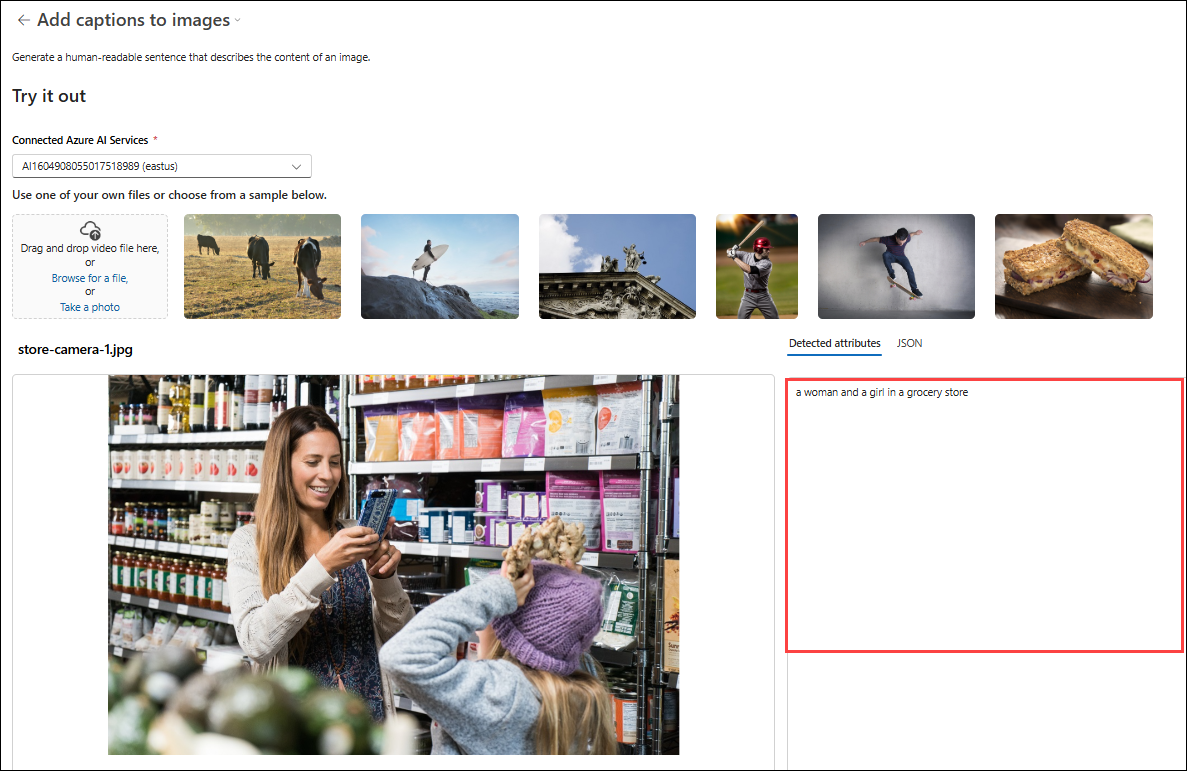 Add captions to images
Generate a human-readable sentence that describes the content of an image.
Try it out
Connected Azure AI Services *
AI1604908055017518989 (eastus)
Use one of your own files or choose from a sample below.
Drag and drop video file here,
or
Browse for a file,
or
Take a photo
store-camera-1.jpg
Detected attributes
JSON
a woman and a girl in a grocery store